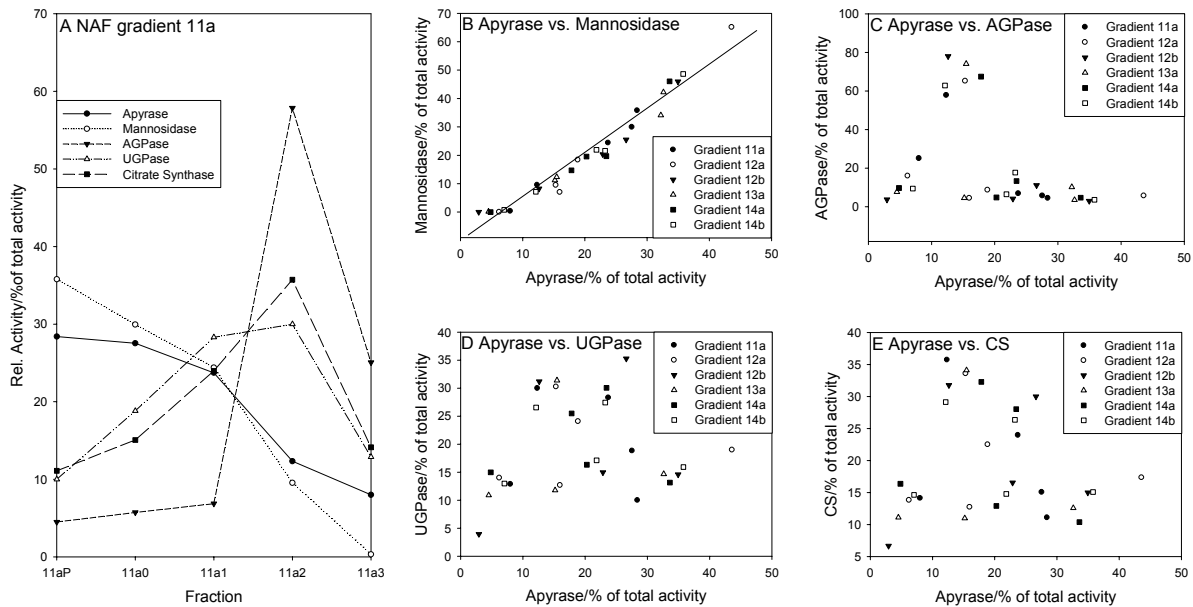 A NAF gradient 11a
Rel. Activity/%of total activity
80
70
60
50
40
30
20
10
0
Apyrase
Mannosidase
AGPase
UGPase
Citrate Synthase
11aP
11a0
11a1
11a2
11a3
Fraction
B Apyrase vs. Mannosidase
Mannosidase/% of total activity
70
60
50
40
30
20
10
0
Gradient 11a
Gradient 12a
Gradient 12b
Gradient 13a
Gradient 14a
Gradient 14b
0 10 20 30 40 50
Apyrase/% of total activity
C Apyrase vs. AGPase
AGPase/% of total activity
100
80
60
40
20
0
Gradient 11a
Gradient 12a
Gradient 12b
Gradient 13a
Gradient 14a
Gradient 14b
0 10 20 30 40 50
Apyrase/% of total activity
D Apyrase vs. UGPase
UGPase/% of total activity
40
35
30
25
20
15
10
5
0
Gradient 11a
Gradient 12a
Gradient 12b
Gradient 13a
Gradient 14a
Gradient 14b
0 10 20 30 40 50
Apyrase/% of total activity
E Apyrase vs. CS
CS/% of total activity
40
35
30
25
20
15
10
5
Gradient 11a
Gradient 12a
Gradient 12b
Gradient 13a
Gradient 14a
Gradient 14b
0 10 20 30 40 50
Apyrase/% of total activity